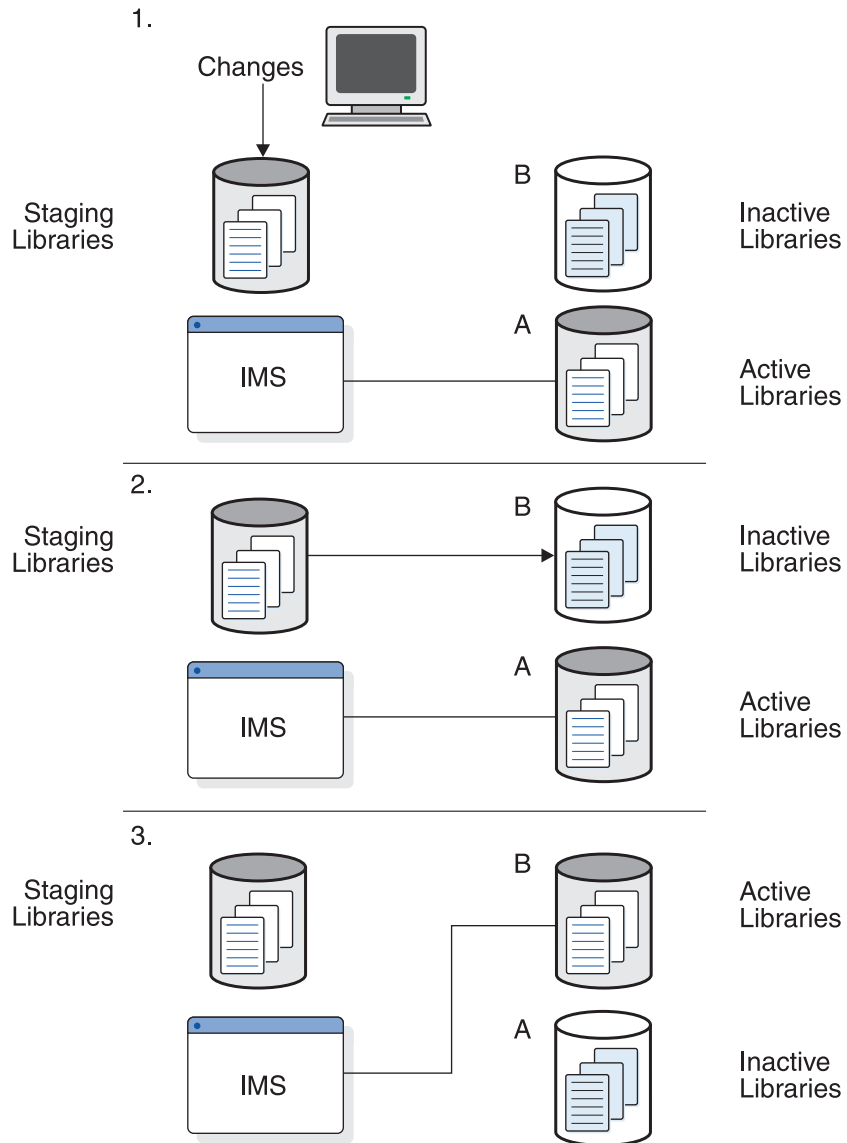 1.
Changes
Staging
Libraries
B
Inactive
Libraries
IMS
A
Active
Libraries
2.
Staging
Libraries
B
Inactive
Libraries
IMS
A
Active
Libraries
3.
Staging
Libraries
B
Active
Libraries
IMS
A
Inactive
Libraries